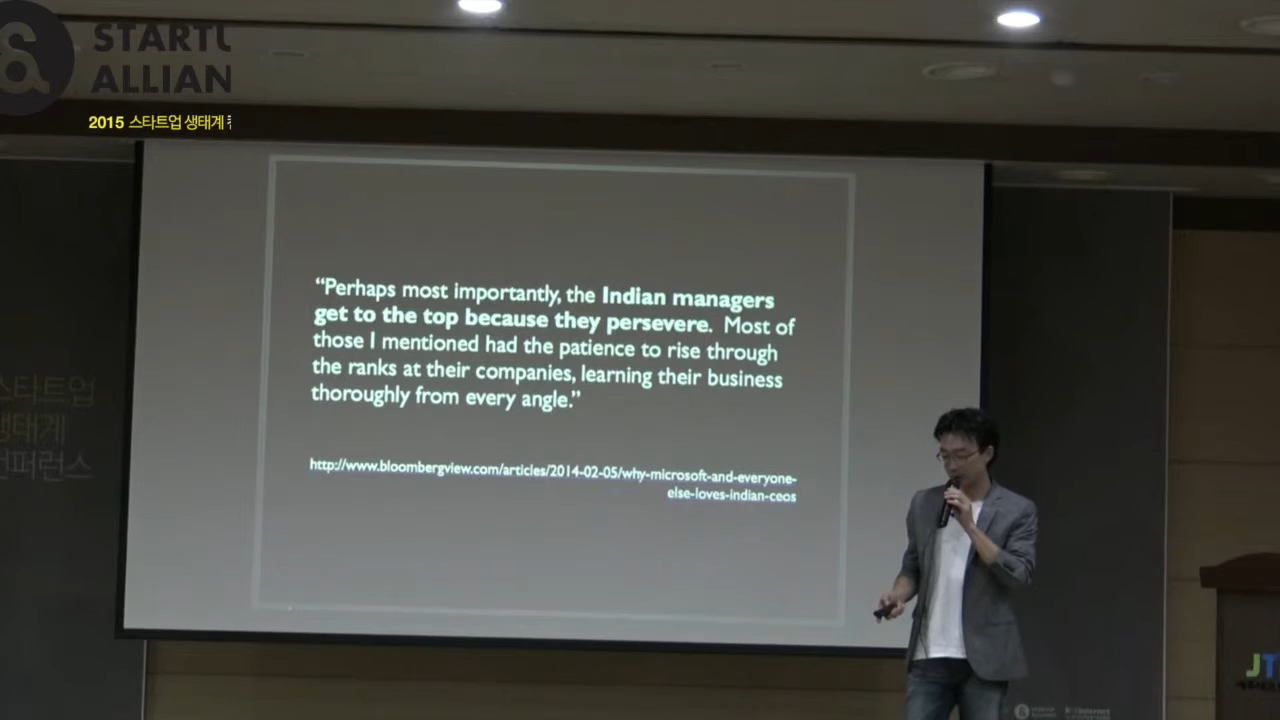 STARTU
ALLIAN
2015 스타트업 생태계
“Perhaps most importantly, the Indian managers
get to the top because they persevere. Most of
those I mentioned had the patience to rise through
the ranks at their companies, learning their business
thoroughly from every angle.”
http://www.bloombergview.com/articles/2014-02-05/why-microsoft-and-everyone-
else-loves-indian-ceos
스타트업
생태계
컨퍼런스
JT